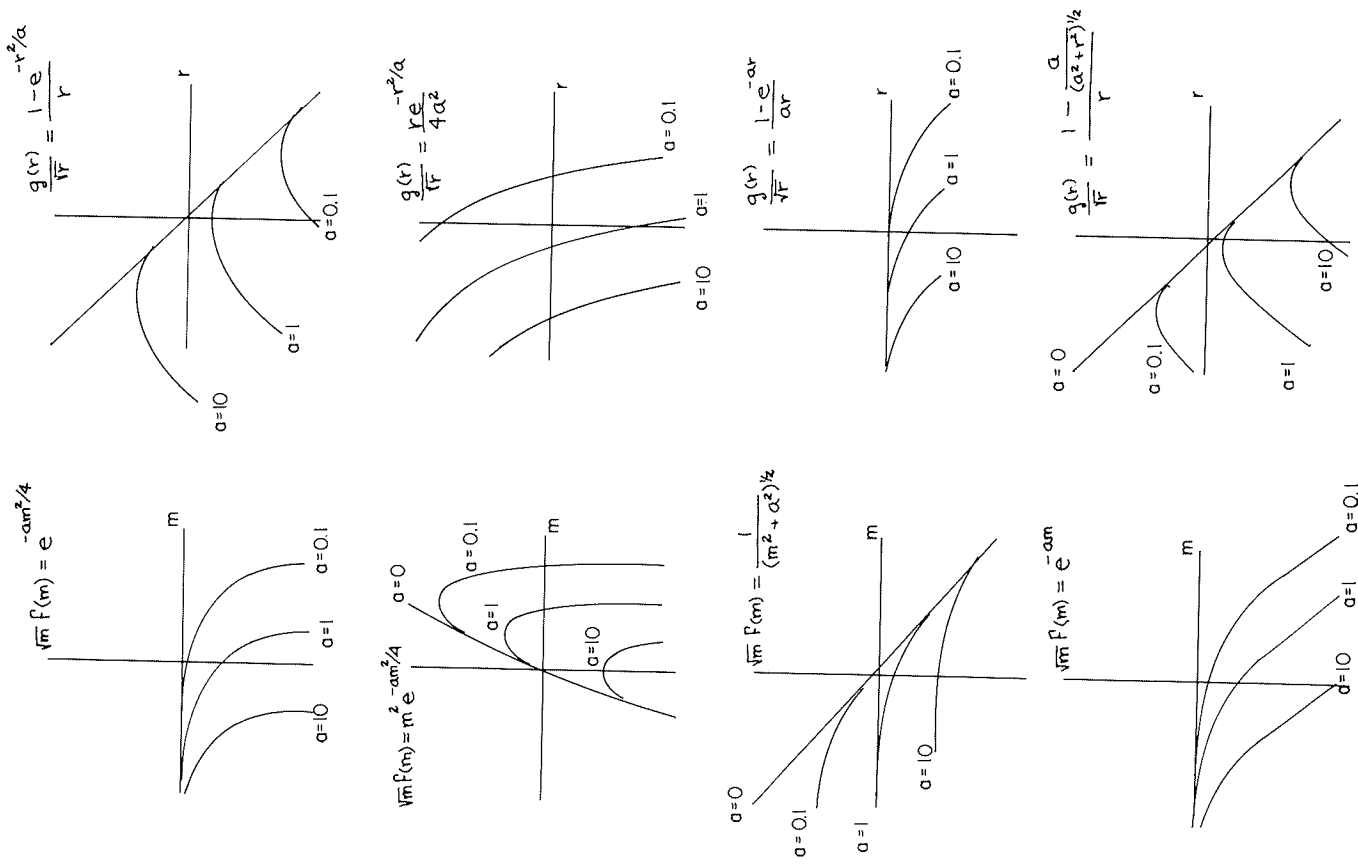 √m f(m) = e^(-am²/4)
m
a=0.1
a=1
a=10
g(r)/√r = (1 - e^(-r²/a))/r
r
a=10
a=1
a=0.1
√m f(m) = m² e^(-am²/4)
a=0
a=0.1
a=1
m
a=10
g(r)/√r = re^(-r²/a)/4a²
r
a=0.1
a=1
a=10
√m f(m) = 1/(m² + a²)^½
m
a=0
a=0.1
a=1
a=10
g(r)/√r = (1 - e^(-ar))/ar
r
a=0.1
a=1
a=10
√m f(m) = e^(-am)
m
a=0.1
a=1
a=10
g(r)/√r = (1 - a/(a² + r²)^½)/r
r
a=0
a=0.1
a=1
a=10